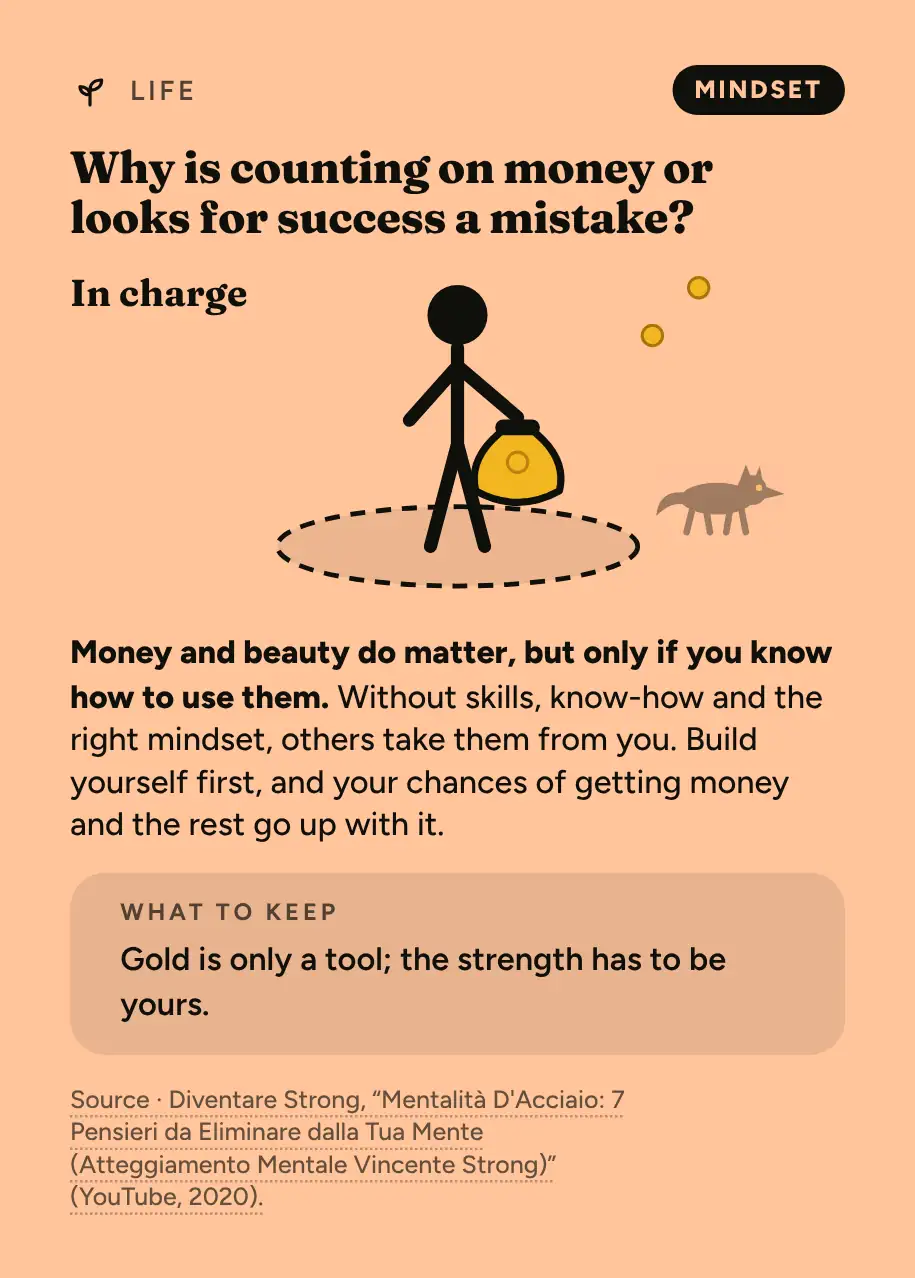 LIFE
MINDSET
Why is counting on money or
looks for success a mistake?
In charge
Money and beauty do matter, but only if you know
how to use them. Without skills, know-how and the
right mindset, others take them from you. Build
yourself first, and your chances of getting money
and the rest go up with it.
WHAT TO KEEP
Gold is only a tool; the strength has to be
yours.
Source · Diventare Strong, “Mentalità D'Acciaio: 7
Pensieri da Eliminare dalla Tua Mente
(Atteggiamento Mentale Vincente Strong)”
(YouTube, 2020).